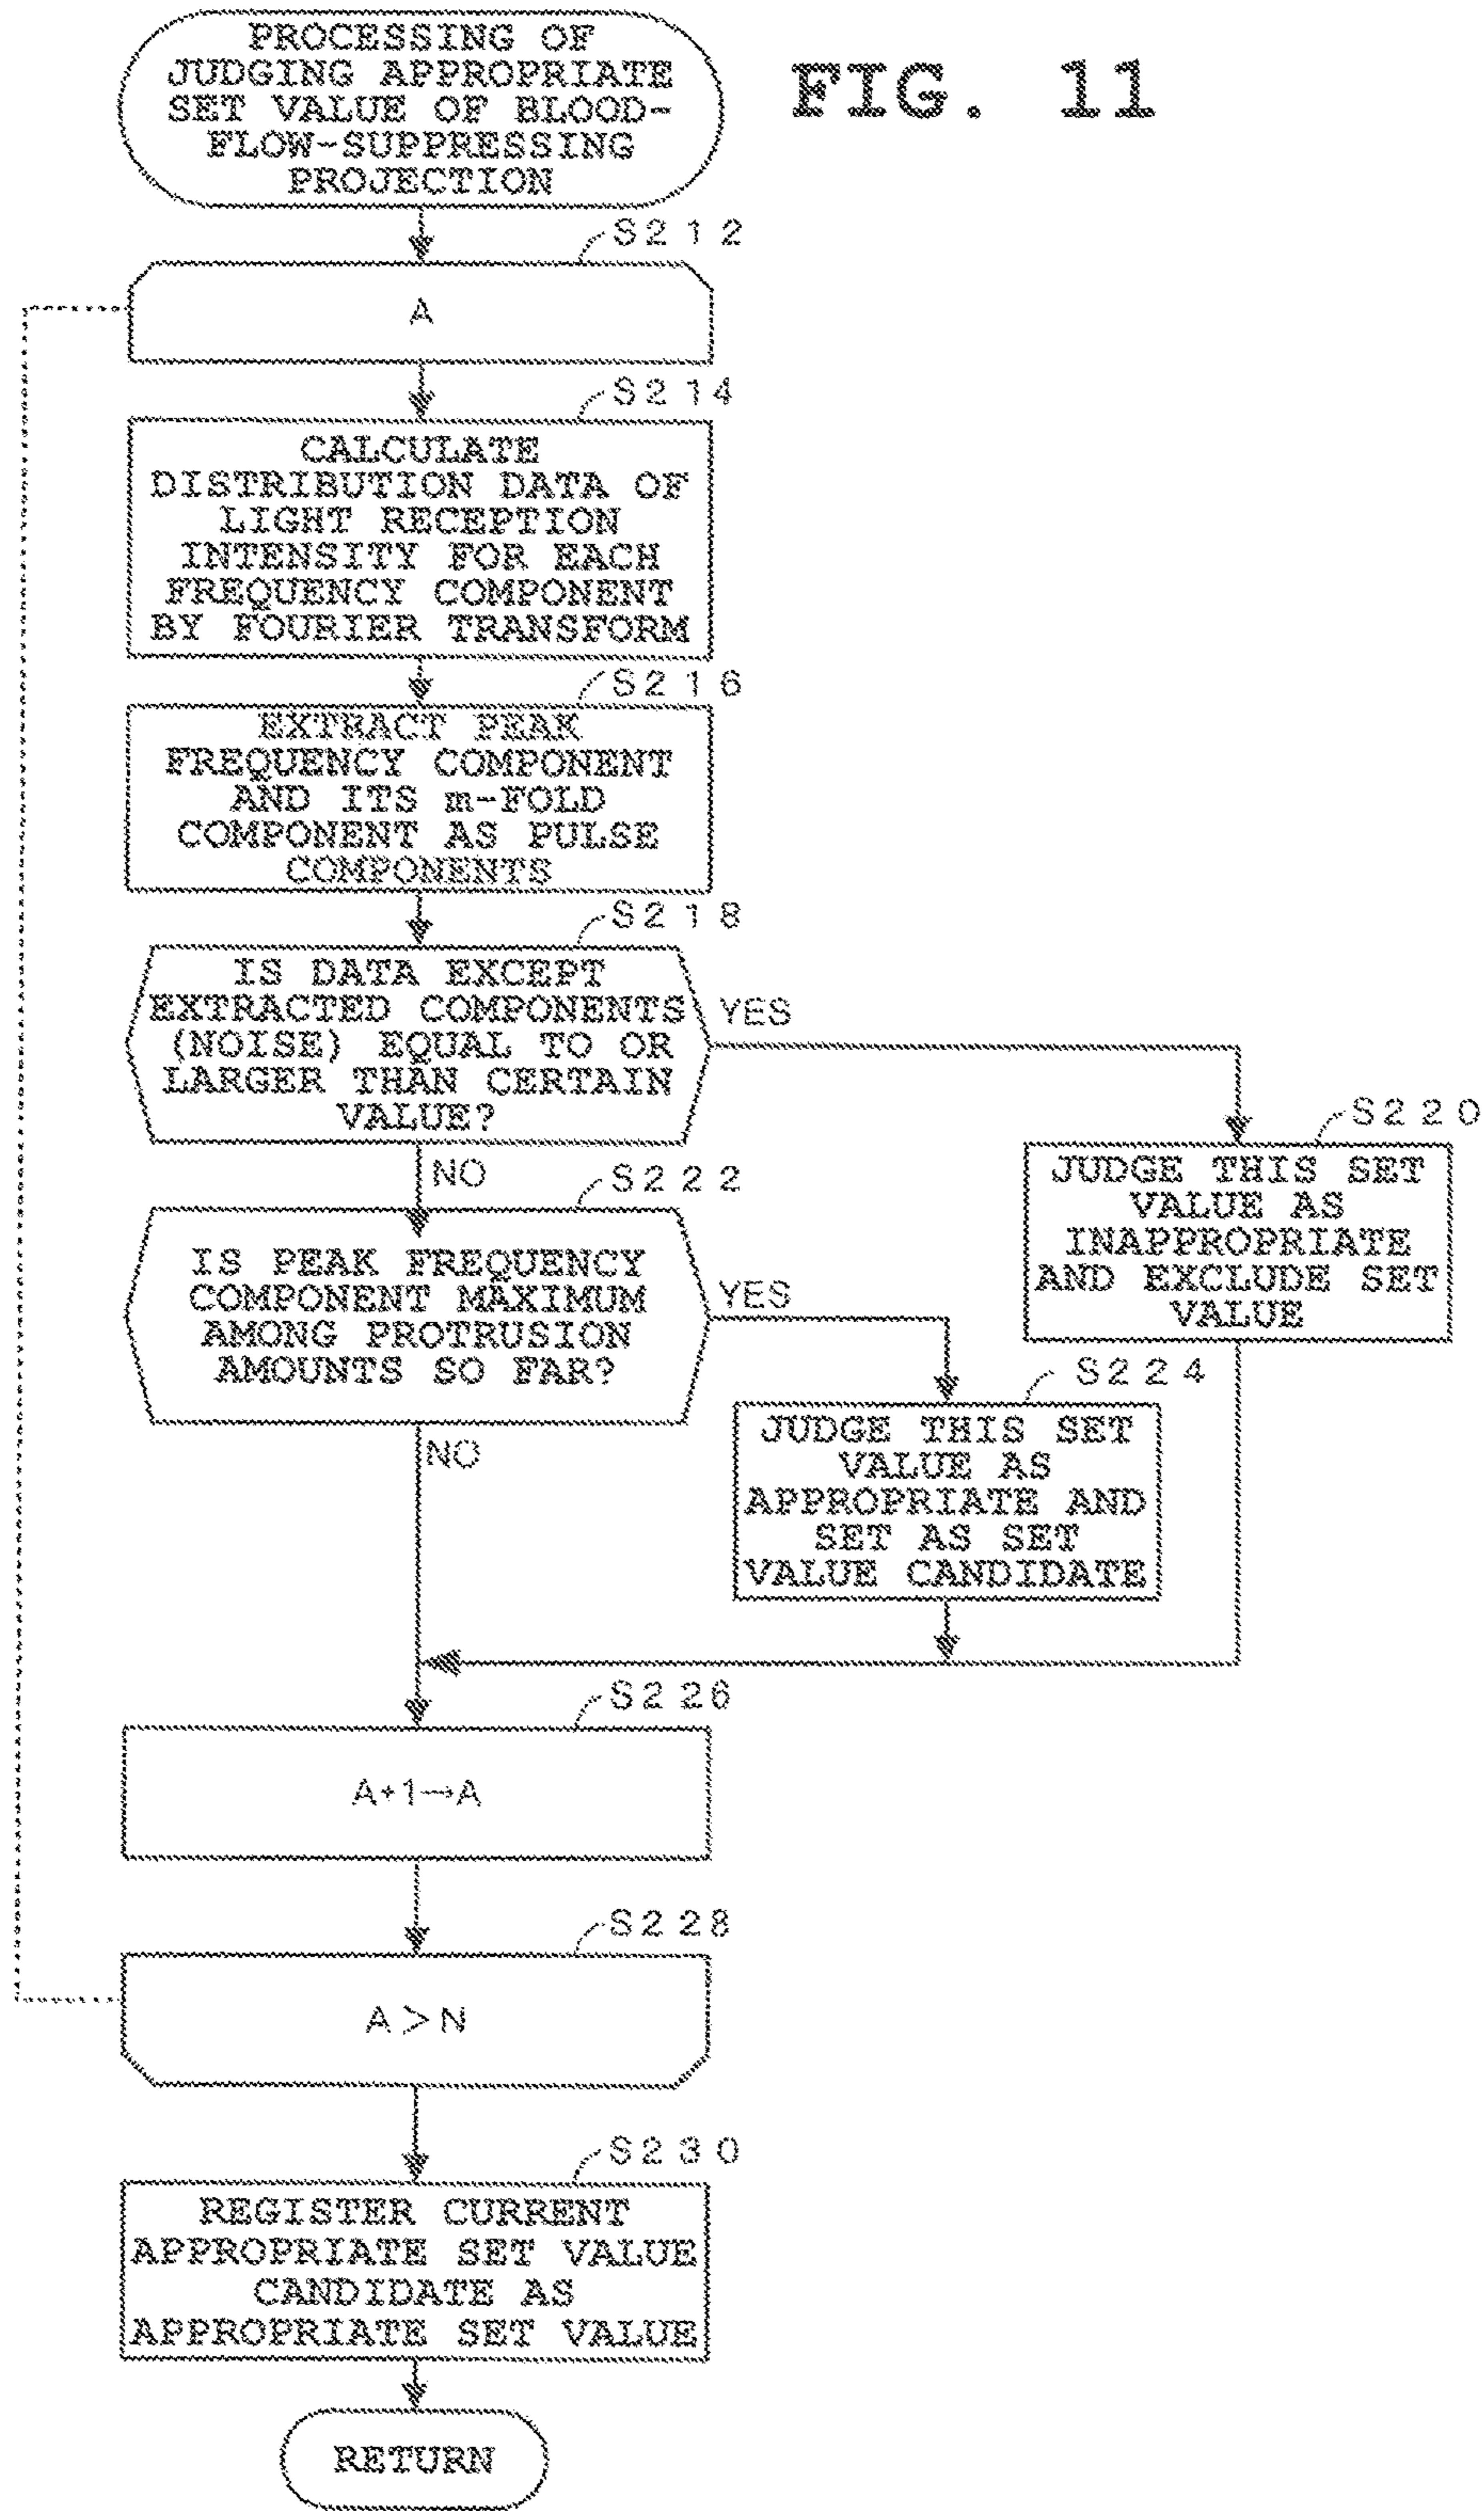 PROCESSING OF
JUDGING APPROPRIATE
SET VALUE OF BLOOD-
FLOW-SUPPRESSING
PROJECTION
FIG. 11
S212
A
S214
CALCULATE
DISTRIBUTION DATA OF
LIGHT RECEPTION
INTENSITY FOR EACH
FREQUENCY COMPONENT
BY FOURIER TRANSFORM
S216
EXTRACT PEAK
FREQUENCY COMPONENT
AND ITS m-FOLD
COMPONENT AS PULSE
COMPONENTS
S218
IS DATA EXCEPT
EXTRACTED COMPONENTS
(NOISE) EQUAL TO OR
LARGER THAN CERTAIN
VALUE?
YES
NO
S220
JUDGE THIS SET
VALUE AS
INAPPROPRIATE
AND EXCLUDE SET
VALUE
S222
IS PEAK FREQUENCY
COMPONENT MAXIMUM
AMONG PROTRUSION
AMOUNTS SO FAR?
YES
NO
S224
JUDGE THIS SET
VALUE AS
APPROPRIATE AND
SET AS SET
VALUE CANDIDATE
S226
A+1→A
S228
A>N
S230
REGISTER CURRENT
APPROPRIATE SET VALUE
CANDIDATE AS
APPROPRIATE SET VALUE
RETURN